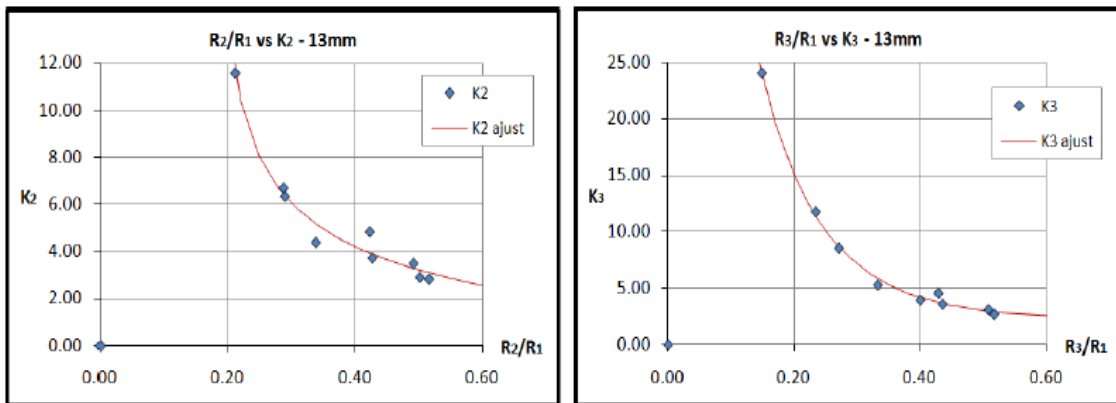 R2/R1 vs K2 - 13mm
12.00
10.00
8.00
6.00
4.00
2.00
0.00
K2
K2
K2 ajust
0.00
0.20
0.40
0.60
R2/R1
R3/R1 vs K3 - 13mm
25.00
20.00
15.00
10.00
5.00
0.00
K3
K3
K3 ajust
0.00
0.20
0.40
0.60
R3/R1